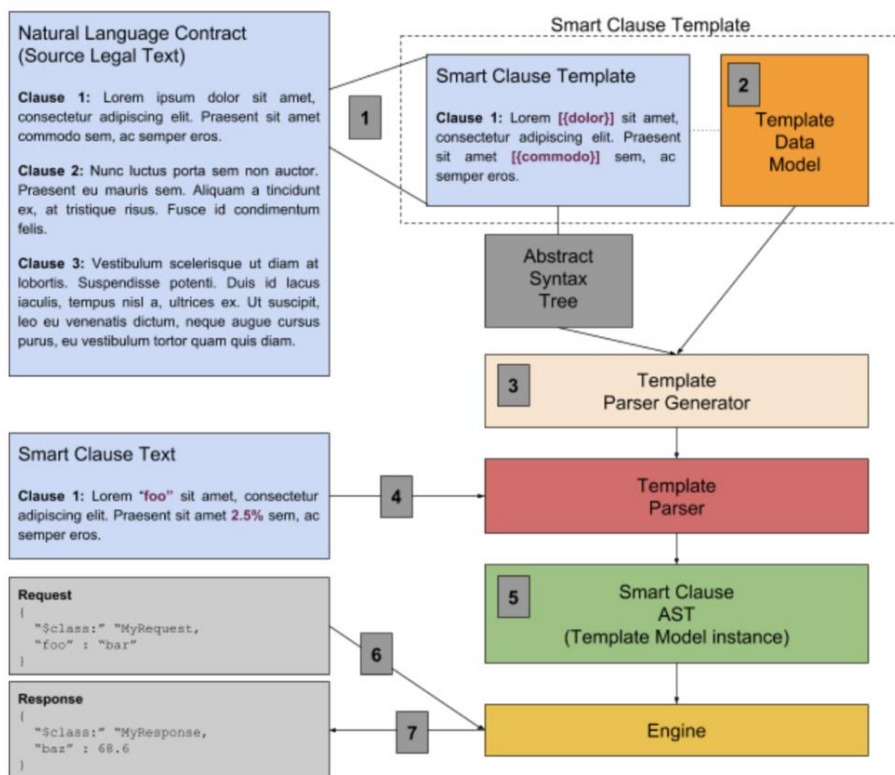 Natural Language Contract
(Source Legal Text)
Clause 1: Lorem ipsum dolor sit amet,
consectetur adipiscing elit. Praesent sit amet
commodo sem, ac semper eros.
Clause 2: Nunc luctus porta sem non auctor.
Praesent eu mauris sem. Aliquam a tincidunt
ex, at tristique risus. Fusce id condimentum
felis.
Clause 3: Vestibulum scelerisque ut diam at
lobortis. Suspendisse potenti. Duis id lacus
iaculis, tempus nisl a, ultrices ex. Ut suscipit,
leo eu venenatis dictum, neque augue cursus
purus, eu vestibulum tortor quam quis diam.
1
Smart Clause Template
Smart Clause Template
Clause 1: Lorem [{dolor}] sit amet,
consectetur adipiscing elit. Praesent
sit amet [{commodo}] sem, ac
semper eros.
2
Template
Data
Model
Abstract
Syntax
Tree
3
Template
Parser Generator
Smart Clause Text
Clause 1: Lorem “foo” sit amet, consectetur
adipiscing elit. Praesent sit amet 2.5% sem, ac
semper eros.
4
Template
Parser
5
Smart Clause
AST
(Template Model instance)
Request
{
“$class:” “MyRequest,
“foo” : “bar”
}
6
Response
{
“$class:” “MyResponse,
“baz” : 68.6
}
7
Engine